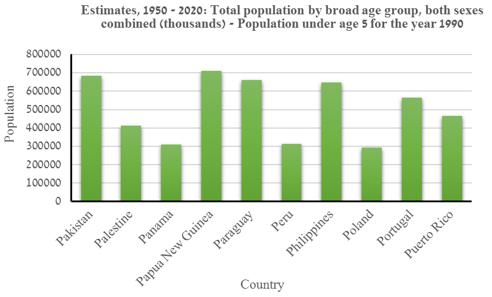 Estimates, 1950 - 2020: Total population by broad age group, both sexes
combined (thousands) - Population under age 5 for the year 1990
Population
800000
700000
600000
500000
400000
300000
200000
100000
0
Pakistan
Palestine
Panama
Papua New Guinea
Paraguay
Peru
Philippines
Poland
Portugal
Puerto Rico
Country